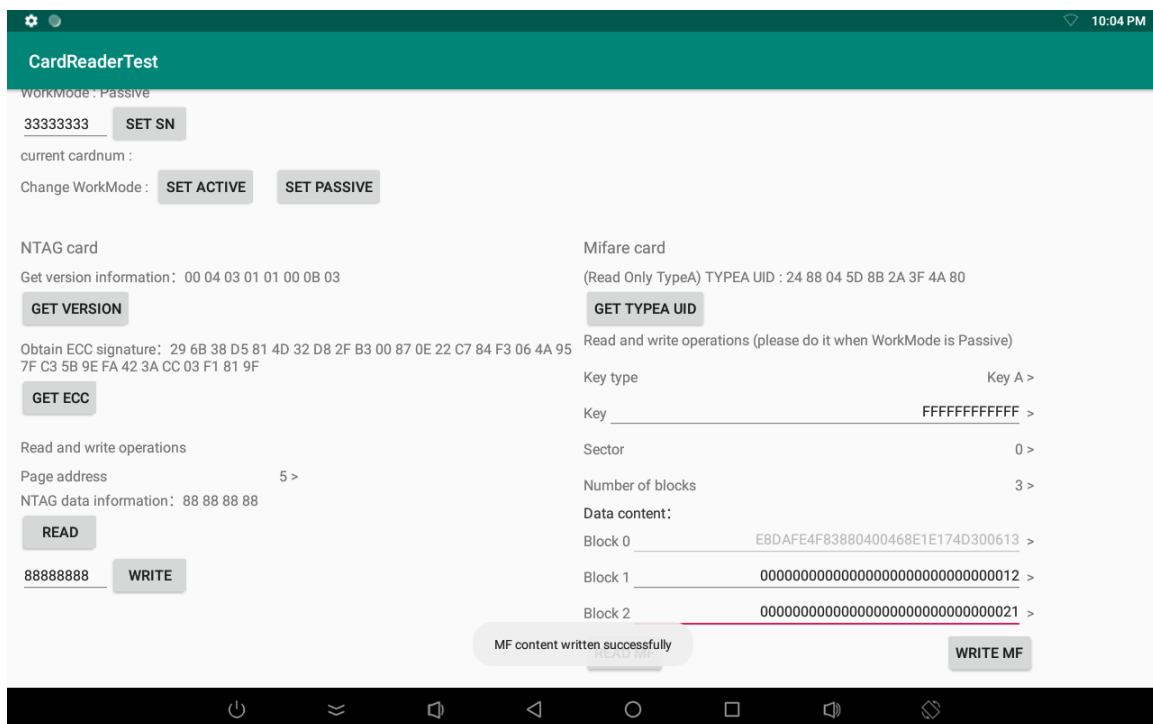 10:04 PM
CardReaderTest
WorkMode : Passive
33333333 SET SN
current cardnum :
Change WorkMode : SET ACTIVE SET PASSIVE
NTAG card
Get version information：00 04 03 01 01 00 0B 03
GET VERSION
Obtain ECC signature：29 6B 38 D5 81 4D 32 D8 2F B3 00 87 0E 22 C7 84 F3 06 4A 95
7F C3 5B 9E FA 42 3A CC 03 F1 81 9F
GET ECC
Read and write operations
Page address 5 >
NTAG data information：88 88 88 88
READ
88888888 WRITE
Mifare card
(Read Only TypeA) TYPEA UID : 24 88 04 5D 8B 2A 3F 4A 80
GET TYPEA UID
Read and write operations (please do it when WorkMode is Passive)
Key type Key A >
Key FFFFFFFFFFFF >
Sector 0 >
Number of blocks 3 >
Data content：
Block 0 E8DAFE4F83880400468E1E174D300613 >
Block 1 00000000000000000000000000000012 >
Block 2 00000000000000000000000000000021 >
MF content written successfully
READ MF WRITE MF